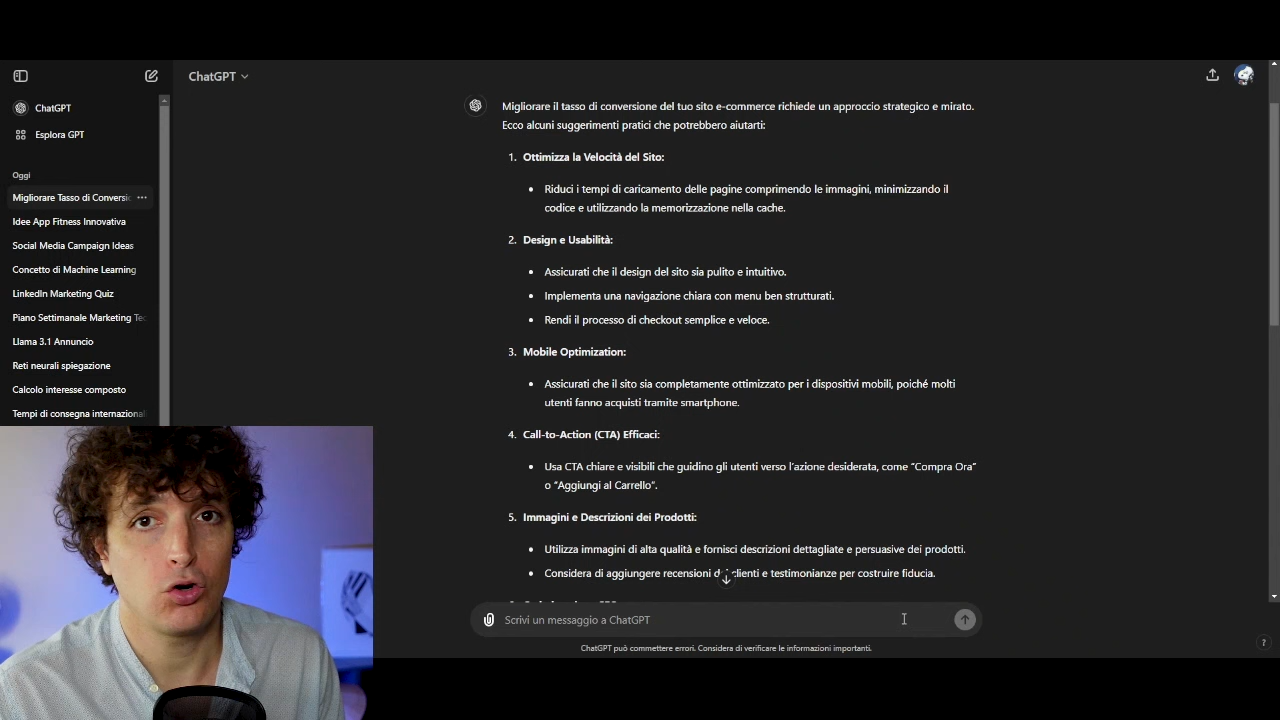 ChatGPT
ChatGPT
Esplora GPT
Oggi
Migliorare Tasso di Conversio
Idee App Fitness Innovativa
Social Media Campaign Ideas
Concetto di Machine Learning
LinkedIn Marketing Quiz
Piano Settimanale Marketing Tec
Llama 3.1 Annuncio
Reti neurali spiegazione
Calcolo interesse composto
Tempi di consegna internazional
Migliorare il tasso di conversione del tuo sito e-commerce richiede un approccio strategico e mirato.
Ecco alcuni suggerimenti pratici che potrebbero aiutarti:
1. Ottimizza la Velocità del Sito:
• Riduci i tempi di caricamento delle pagine comprimendo le immagini, minimizzando il
codice e utilizzando la memorizzazione nella cache.
2. Design e Usabilità:
• Assicurati che il design del sito sia pulito e intuitivo.
• Implementa una navigazione chiara con menu ben strutturati.
• Rendi il processo di checkout semplice e veloce.
3. Mobile Optimization:
• Assicurati che il sito sia completamente ottimizzato per i dispositivi mobili, poiché molti
utenti fanno acquisti tramite smartphone.
4. Call-to-Action (CTA) Efficaci:
• Usa CTA chiare e visibili che guidino gli utenti verso l'azione desiderata, come "Compra Ora"
o "Aggiungi al Carrello".
5. Immagini e Descrizioni dei Prodotti:
• Utilizza immagini di alta qualità e fornisci descrizioni dettagliate e persuasive dei prodotti.
• Considera di aggiungere recensioni dei clienti e testimonianze per costruire fiducia.
Scrivi un messaggio a ChatGPT
ChatGPT può commettere errori. Considera di verificare le informazioni importanti.
?